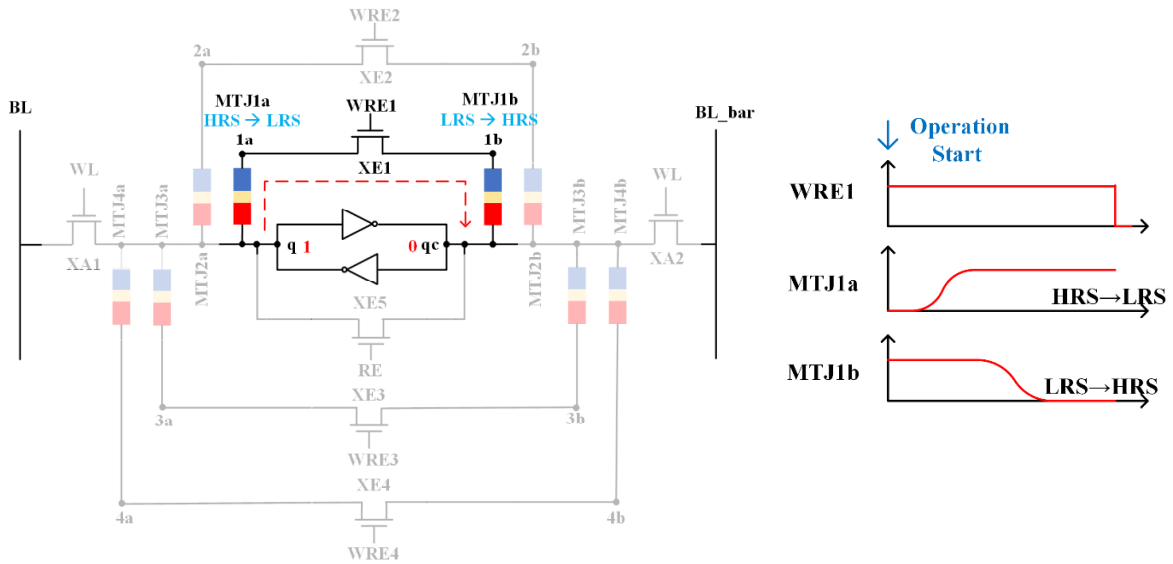 WRE2
2a
2b
XE2
BL
MTJ1a
HRS → LRS
1a
WRE1
MTJ1b
LRS → HRS
1b
BL_bar
XE1
WL
MTJ4a
MTJ3a
MTJ2a
q 1
0 qc
MTJ2b
MTJ3b
MTJ4b
WL
XA1
XA2
XE5
RE
XE3
3a
3b
WRE3
XE4
4a
4b
WRE4
Operation
Start
WRE1
MTJ1a
HRS→LRS
MTJ1b
LRS→HRS